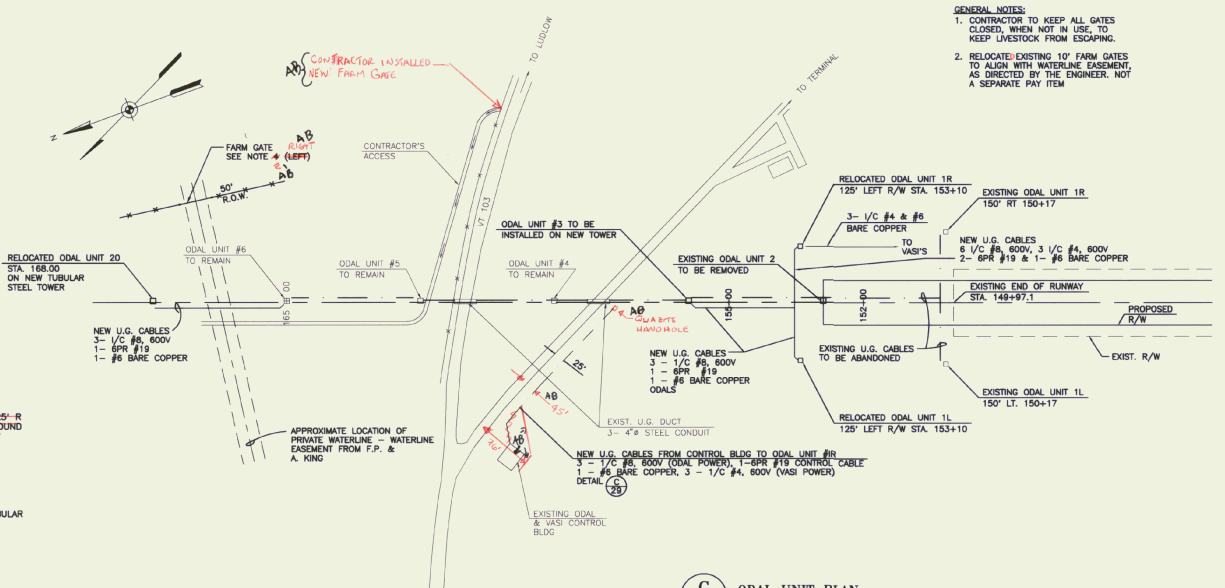 GENERAL NOTES:
1. CONTRACTOR TO KEEP ALL GATES
CLOSED, WHEN NOT IN USE, TO
KEEP LIVESTOCK FROM ESCAPING.
2. RELOCATED EXISTING 10' FARM GATES
TO ALIGN WITH WATERLINE EASEMENT,
AS DIRECTED BY THE ENGINEER. NOT
A SEPARATE PAY ITEM
TO LUDLOW
TO TERMINAL
AB
CONTRACTOR INSTALLED
NEW FARM GATE
N
AB
RIGHT
FARM GATE
SEE NOTE 4 (LEFT)
2
AB
50'
R.O.W.
CONTRACTOR'S
ACCESS
VT 103
RELOCATED ODAL UNIT 20
STA. 168.00
ON NEW TUBULAR
STEEL TOWER
ODAL UNIT #6
TO REMAIN
165+00
ODAL UNIT #5
TO REMAIN
ODAL UNIT #4
TO REMAIN
ODAL UNIT #3 TO BE
INSTALLED ON NEW TOWER
EXISTING ODAL UNIT 2
TO BE REMOVED
RELOCATED ODAL UNIT 1R
125' LEFT R/W STA. 153+10
3- 1/C #4 & #6
BARE COPPER
TO
VASI'S
EXISTING ODAL UNIT 1R
150' RT 150+17
NEW U.G. CABLES
6 1/C #8, 600V, 3 1/C #4, 600V
2- 6PR #19 & 1- #6 BARE COPPER
EXISTING END OF RUNWAY
STA. 149+97.1
PROPOSED
R/W
EXIST. R/W
155+00
152+00
NEW U.G. CABLES
3- 1/C #8, 600V
1- 6PR #19
1- #6 BARE COPPER
AB
QUAZITE
HANDHOLE
NEW U.G. CABLES
3 - 1/C #8, 600V
1 - 6PR #19
1 - #6 BARE COPPER
ODALS
EXISTING U.G. CABLES
TO BE ABANDONED
25'
AB
45'
36'
AB
EXISTING ODAL UNIT 1L
150' LT. 150+17
RELOCATED ODAL UNIT 1L
125' LEFT R/W STA. 153+10
EXIST. U.G. DUCT
3- 4"ø STEEL CONDUIT
5' R
OUND
APPROXIMATE LOCATION OF
PRIVATE WATERLINE - WATERLINE
EASEMENT FROM F.P. &
A. KING
NEW U.G. CABLES FROM CONTROL BLDG TO ODAL UNIT #IR
3 - 1/C #8, 600V (ODAL POWER), 1-6PR #19 CONTROL CABLE
1 - #6 BARE COPPER, 3 - 1/C #4, 600V (VASI POWER)
DETAIL C
29
EXISTING ODAL
& VASI CONTROL
BLDG
ULAR
C ODAL UNIT PLAN